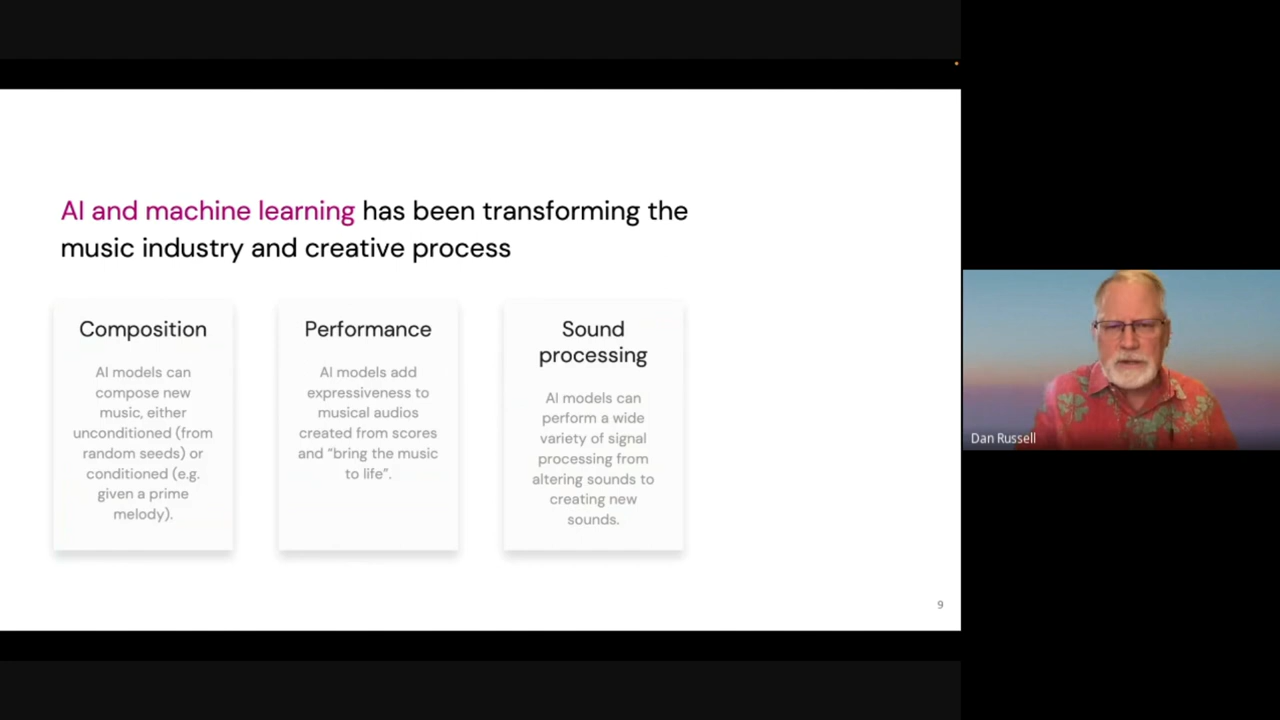 AI and machine learning has been transforming the
music industry and creative process
Composition
AI models can
compose new
music, either
unconditioned (from
random seeds) or
conditioned (e.g.
given a prime
melody).
Performance
AI models add
expressiveness to
musical audios
created from scores
and “bring the music
to life”.
Sound
processing
AI models can
perform a wide
variety of signal
processing from
altering sounds to
creating new
sounds.
9
Dan Russell